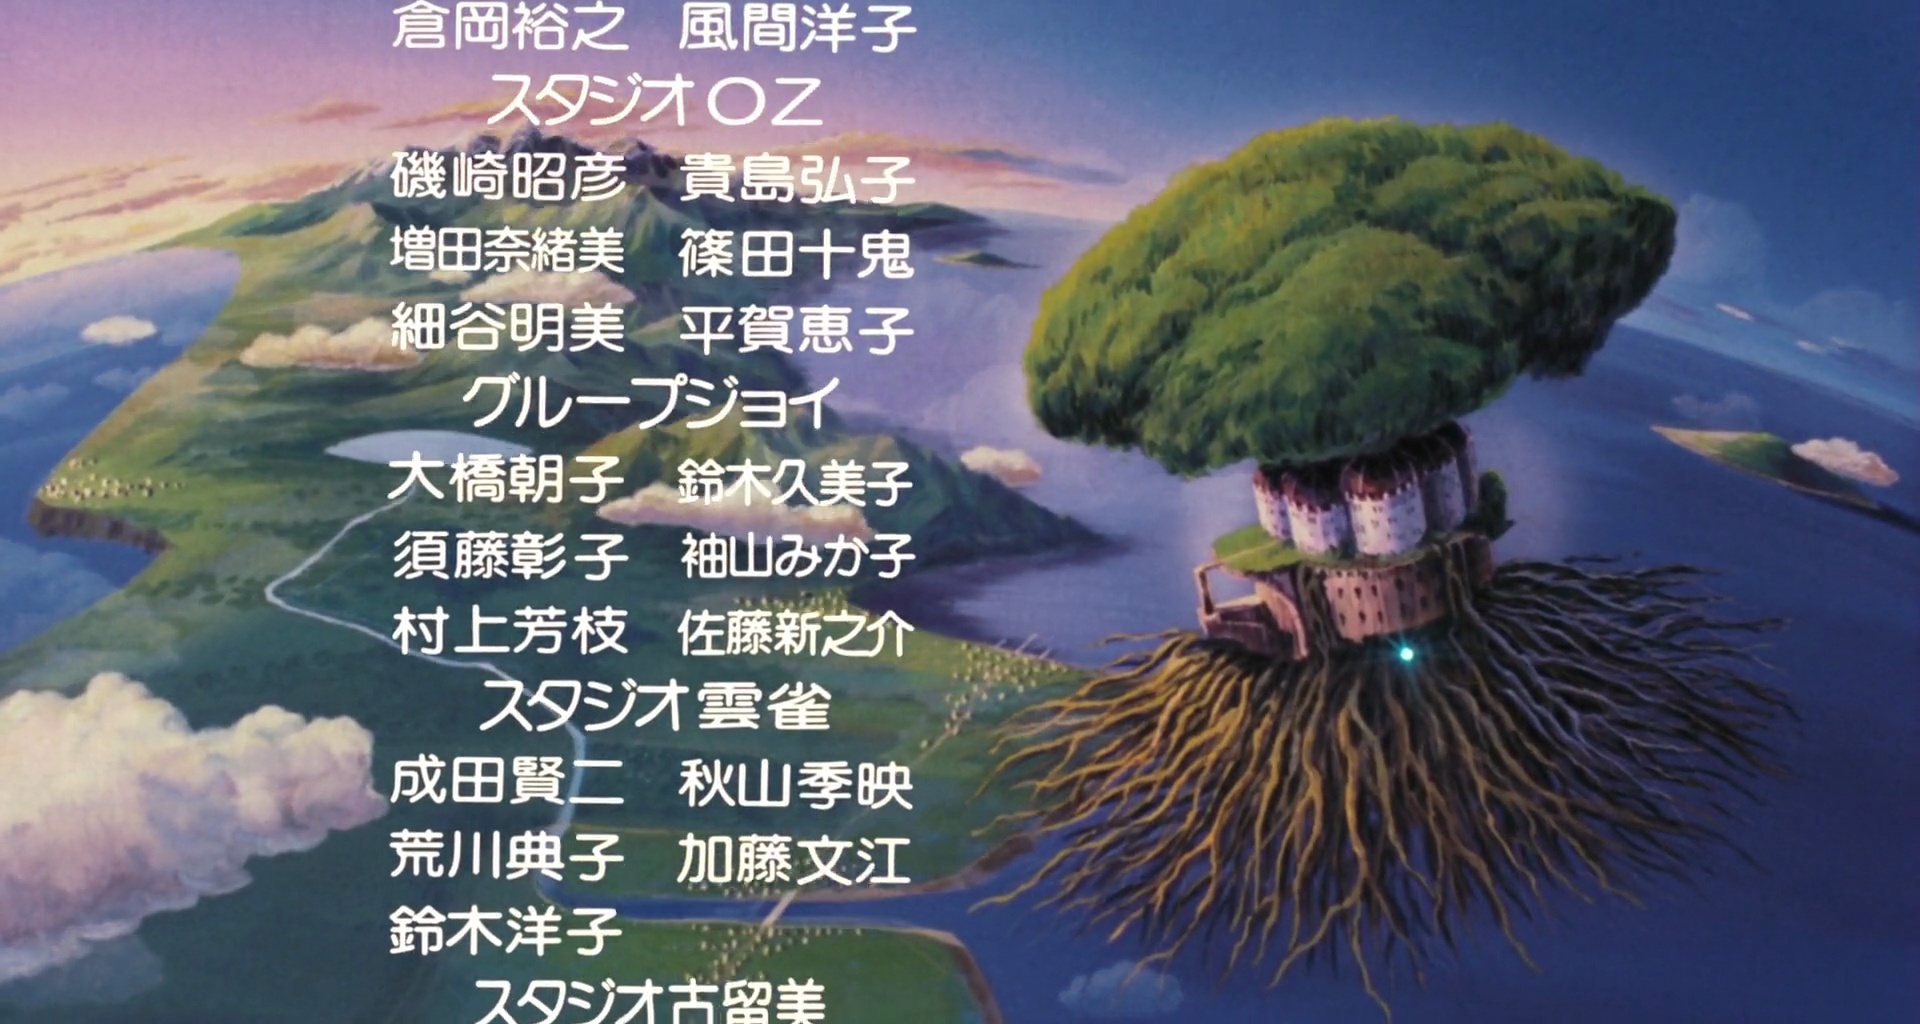 倉岡裕之　風間洋子
スタジオOZ
磯崎昭彦　貴島弘子
増田奈緒美　篠田十鬼
細谷明美　平賀恵子
グループジョイ
大橋朝子　鈴木久美子
須藤彰子　袖山みか子
村上芳枝　佐藤新之介
スタジオ雲雀
成田賢二　秋山季映
荒川典子　加藤文江
鈴木洋子
スタジオ古留美